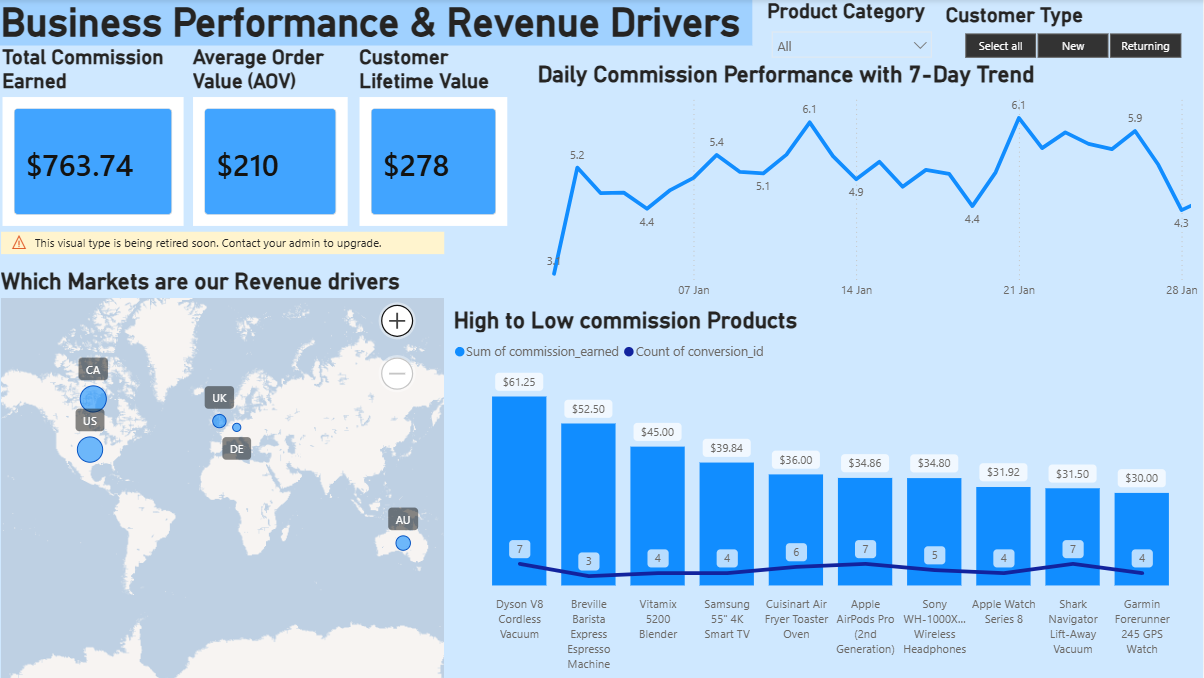 Business Performance & Revenue Drivers
Product Category
All
Customer Type
Select all
New
Returning
Total Commission
Earned
$763.74
Average Order
Value (AOV)
$210
Customer
Lifetime Value
$278
This visual type is being retired soon. Contact your admin to upgrade.
Daily Commission Performance with 7-Day Trend
5.2
4.4
5.4
5.1
6.1
4.9
4.4
6.1
5.9
4.3
07 Jan
14 Jan
21 Jan
28 Jan
Which Markets are our Revenue drivers
CA
US
UK
DE
AU
High to Low commission Products
Sum of commission_earned
Count of conversion_id
$61.25
$52.50
$45.00
$39.84
$36.00
$34.86
$34.80
$31.92
$31.50
$30.00
7
3
4
4
6
7
5
4
7
4
Dyson V8
Cordless
Vacuum
Breville
Barista
Express
Espresso
Machine
Vitamix
5200
Blender
Samsung
55" 4K
Smart TV
Cuisinart Air
Fryer Toaster
Oven
Apple
AirPods Pro
(2nd
Generation)
Sony
WH-1000X...
Wireless
Headphones
Apple Watch
Series 8
Shark
Navigator
Lift-Away
Vacuum
Garmin
Forerunner
245 GPS
Watch